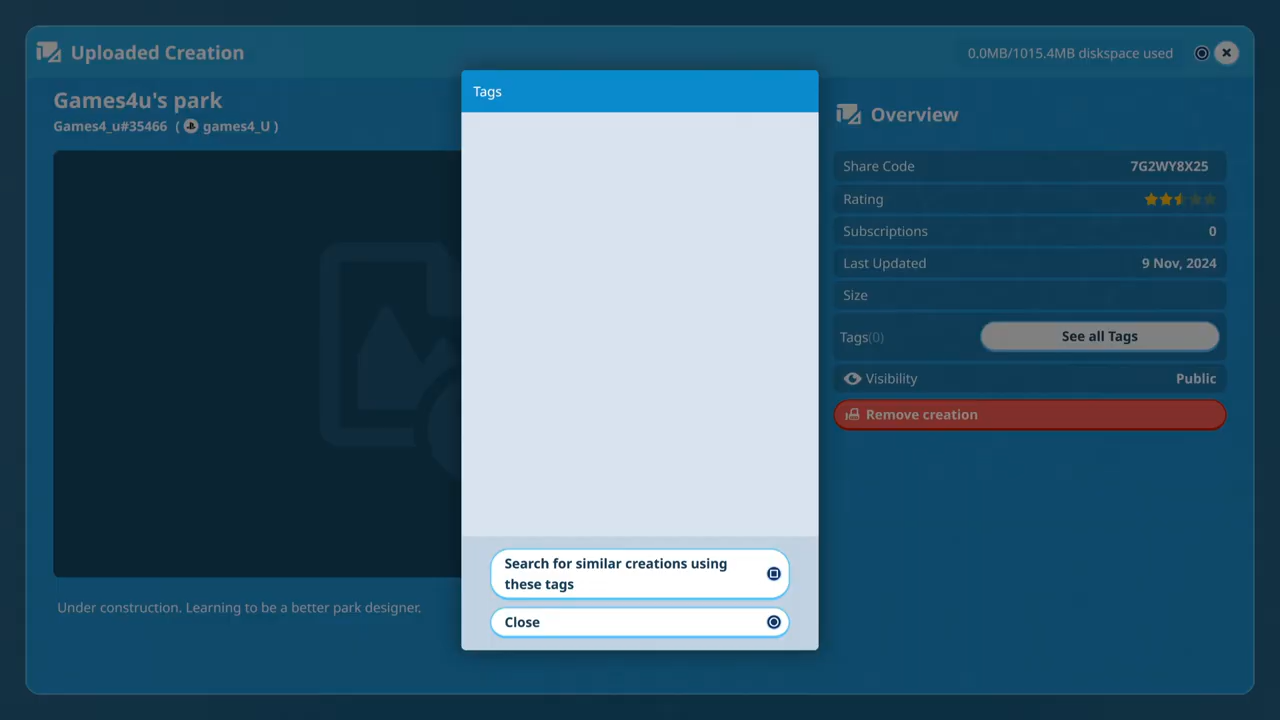 Uploaded Creation
0.0MB/1015.4MB diskspace used
Games4u's park
Games4_u#35466 ( games4_U )
Under construction. Learning to be a better park designer.
Tags
Search for similar creations using
these tags
Close
Overview
Share Code 7G2WY8X25
Rating
Subscriptions 0
Last Updated 9 Nov, 2024
Size
Tags(0) See all Tags
Visibility Public
Remove creation